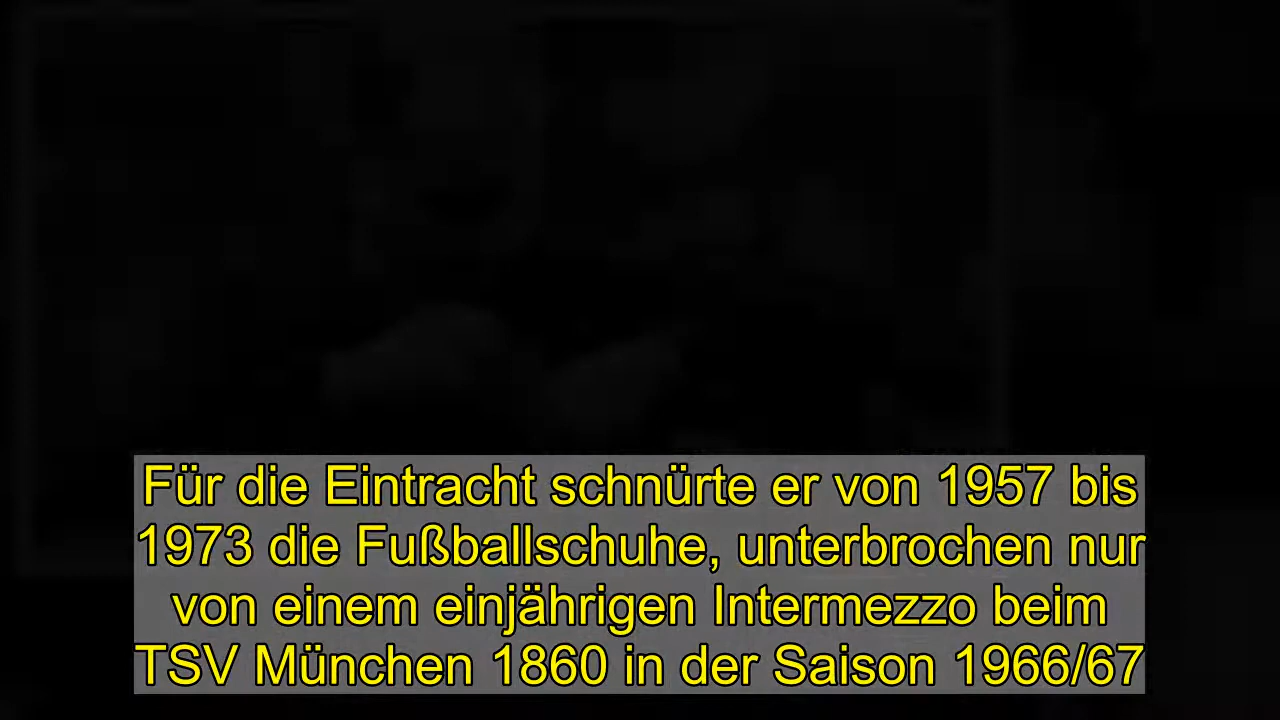 Für die Eintracht schnürte er von 1957 bis
1973 die Fußballschuhe, unterbrochen nur
von einem einjährigen Intermezzo beim
TSV München 1860 in der Saison 1966/67